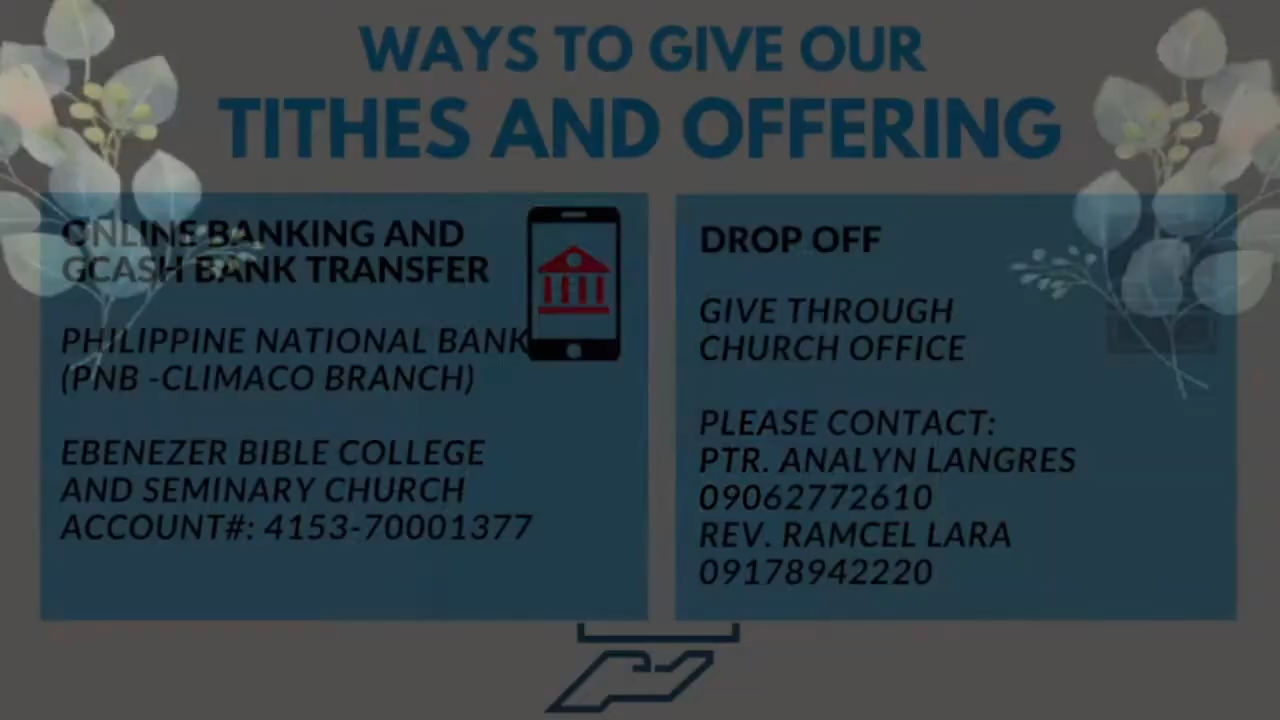 WAYS TO GIVE OUR
TITHES AND OFFERING
ONLINE BANKING AND
GCASH BANK TRANSFER
PHILIPPINE NATIONAL BANK
(PNB -CLIMACO BRANCH)
EBENEZER BIBLE COLLEGE
AND SEMINARY CHURCH
ACCOUNT#: 4153-70001377
DROP OFF
GIVE THROUGH
CHURCH OFFICE
PLEASE CONTACT:
PTR. ANALYN LANGRES
09062772610
REV. RAMCEL LARA
09178942220